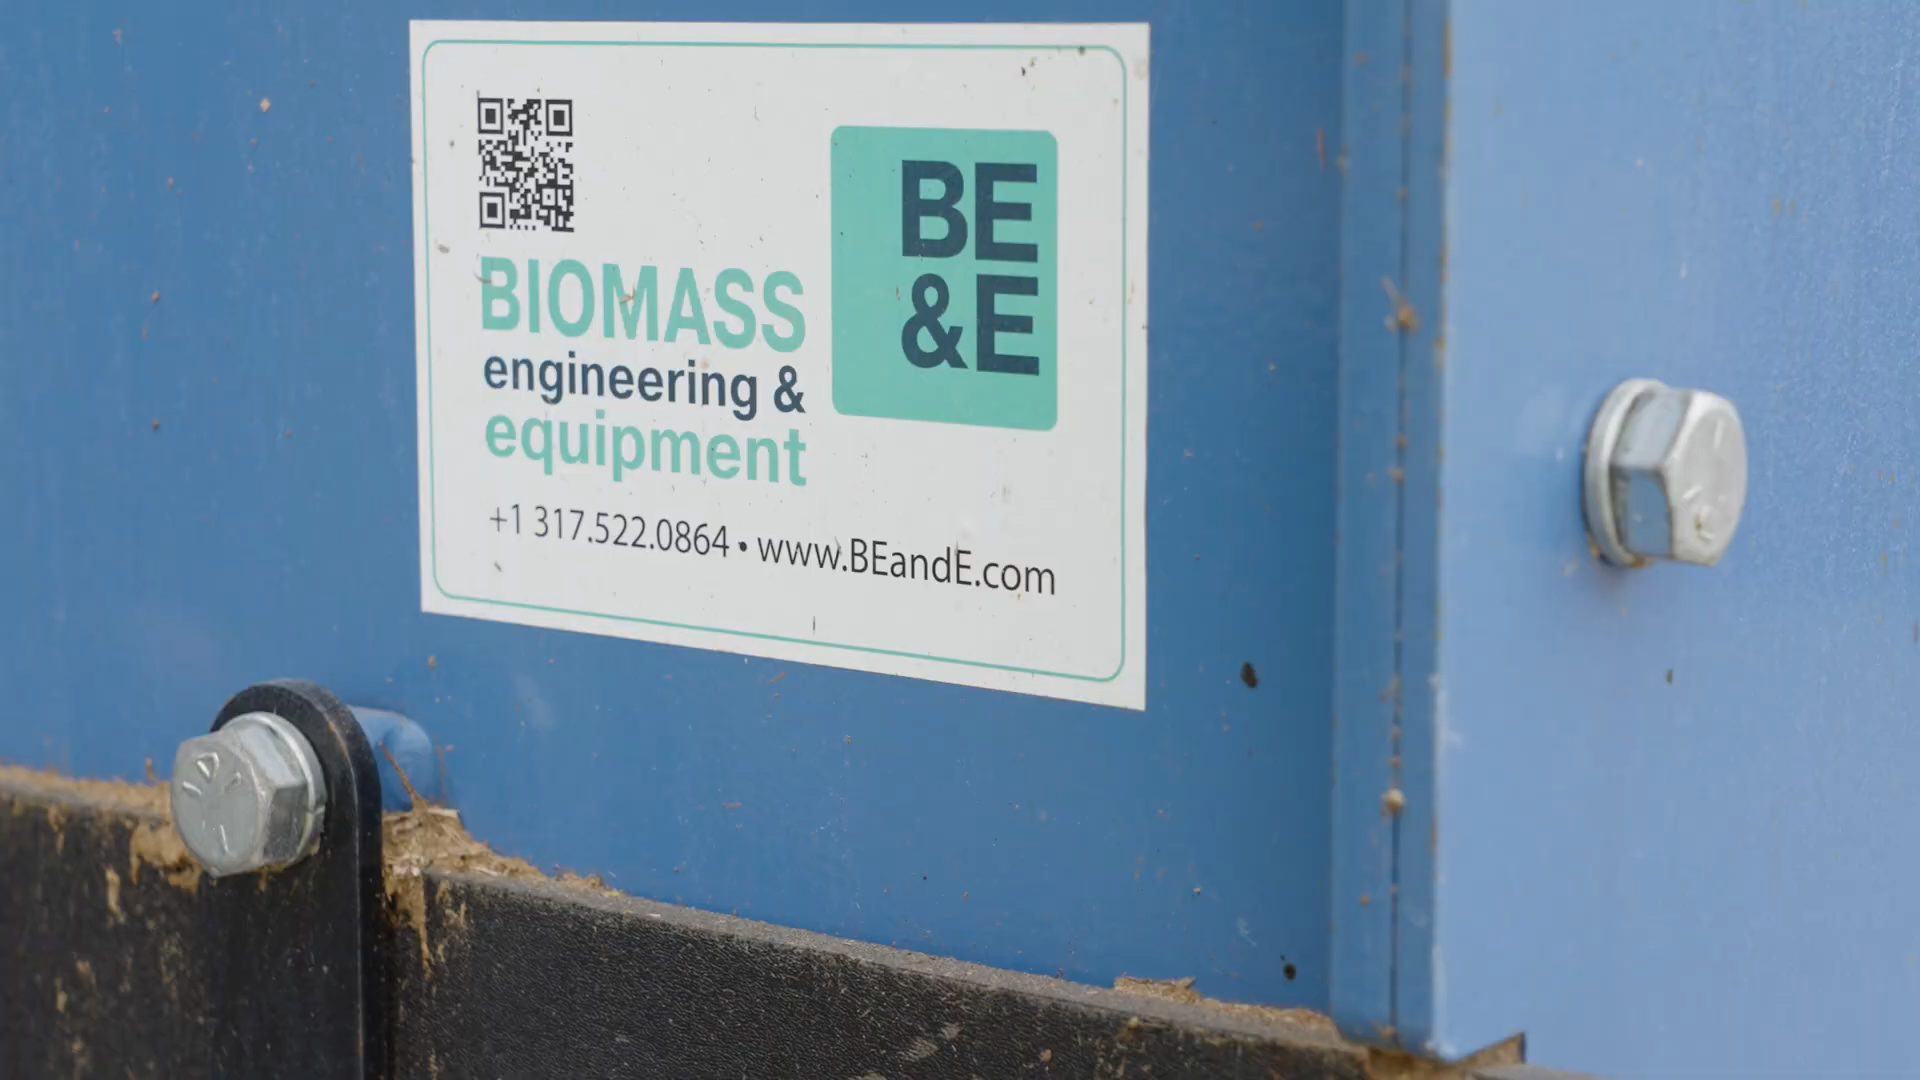 BIOMASS
engineering &
equipment
BE
&E
+1 317.522.0864 • www.BEandE.com